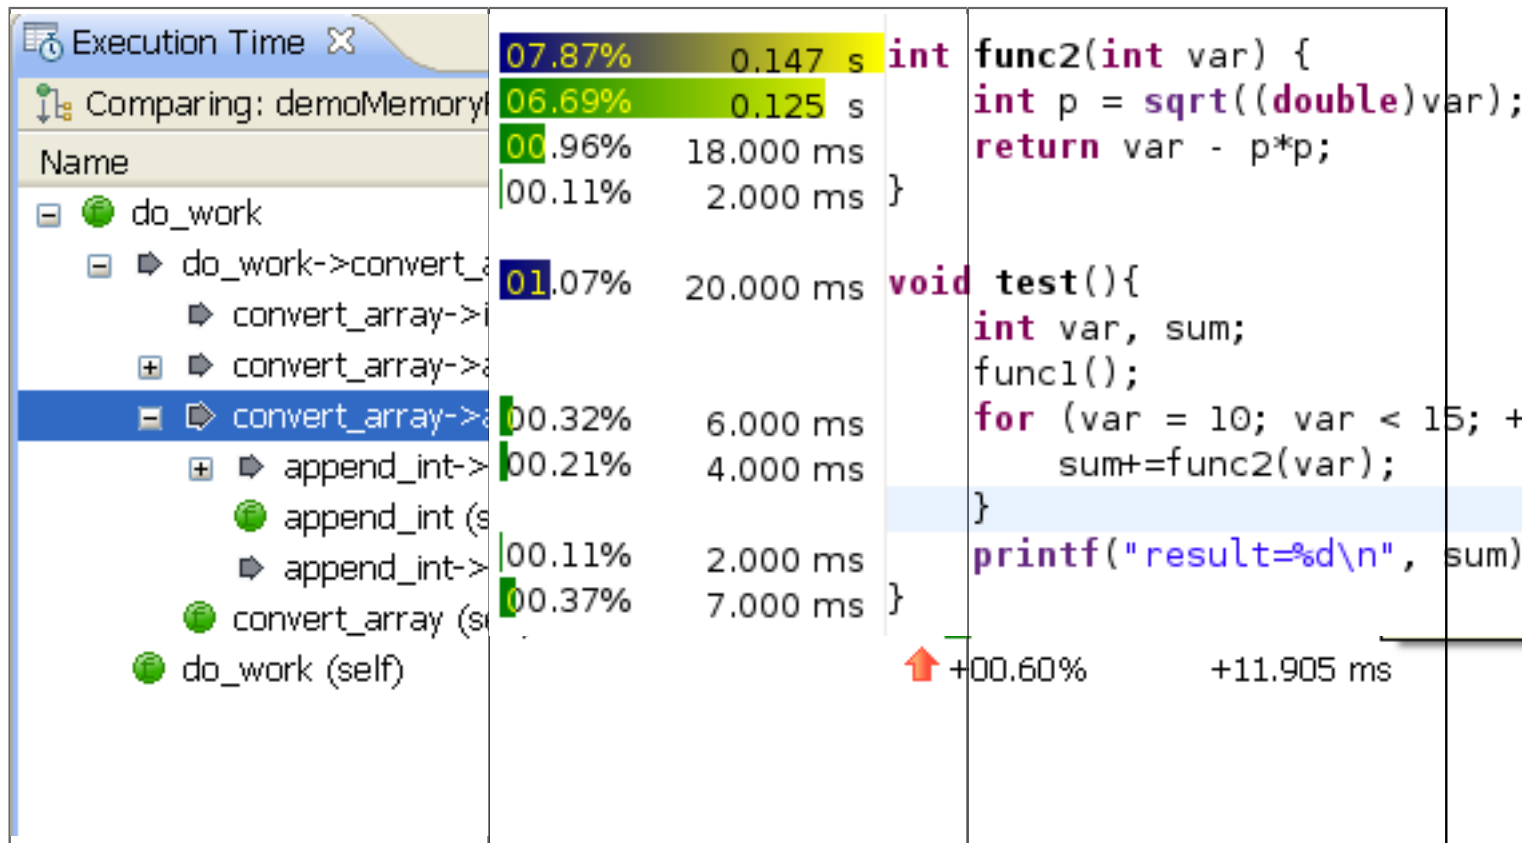 Execution Time
Comparing: demoMemory
Name
do_work
do_work->convert_
convert_array->
convert_array->
convert_array->
append_int->
append_int (s
append_int->
convert_array (s
do_work (self)
07.87% 0.147 s int func2(int var) {
06.69% 0.125 s int p = sqrt((double)var);
00.96% 18.000 ms return var - p*p;
00.11% 2.000 ms }
01.07% 20.000 ms void test(){
int var, sum;
func1();
00.32% 6.000 ms for (var = 10; var < 15; +
00.21% 4.000 ms sum+=func2(var);
}
00.11% 2.000 ms printf("result=%d\n", sum)
00.37% 7.000 ms }
+00.60% +11.905 ms